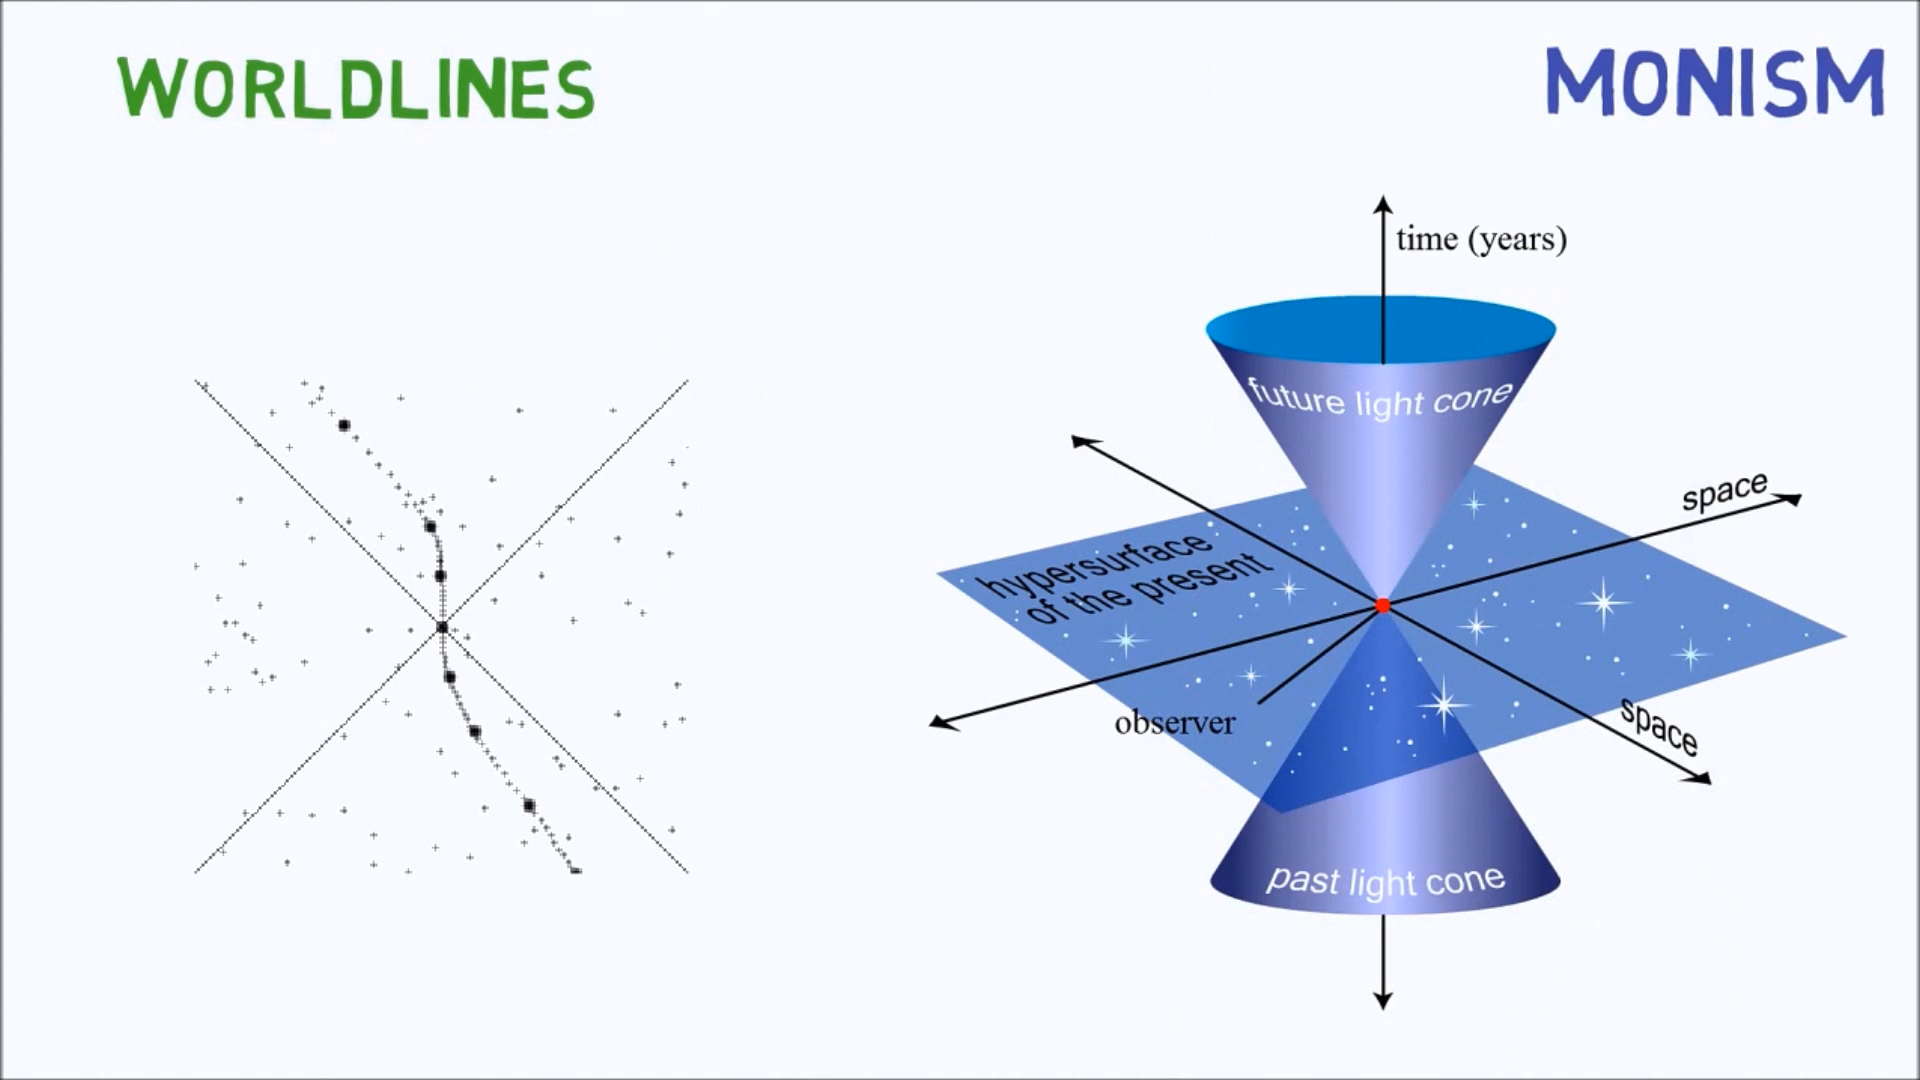 WORLDLINES
MONISM
time (years)
future light cone
space
hypersurface
of the present
observer
space
past light cone